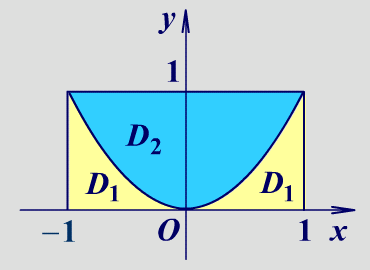 y
1
D₂
D₁ D₁
−1 O 1 x